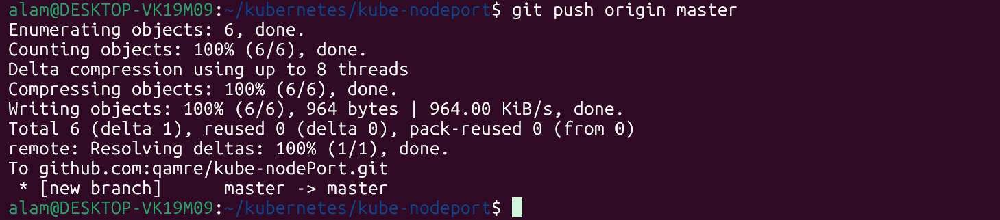 alam@DESKTOP-VK19M09:~/kubernetes/kube-nodeport$ git push origin master
Enumerating objects: 6, done.
Counting objects: 100% (6/6), done.
Delta compression using up to 8 threads
Compressing objects: 100% (6/6), done.
Writing objects: 100% (6/6), 964 bytes | 964.00 KiB/s, done.
Total 6 (delta 1), reused 0 (delta 0), pack-reused 0 (from 0)
remote: Resolving deltas: 100% (1/1), done.
To github.com:qamre/kube-nodePort.git
 * [new branch]      master -> master
alam@DESKTOP-VK19M09:~/kubernetes/kube-nodeport$